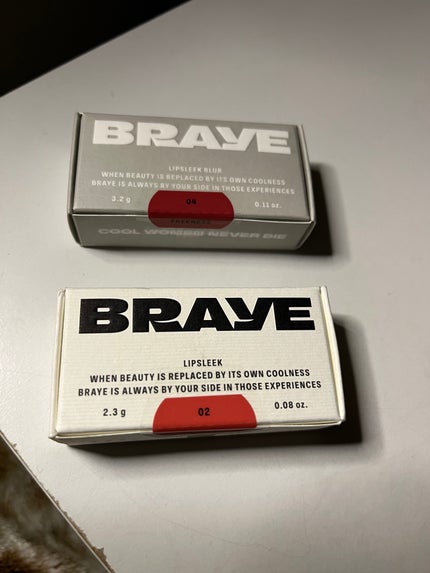 BRAYE
LIPSLEEK BLUR
WHEN BEAUTY IS REPLACED BY ITS OWN COOLNESS
BRAYE IS ALWAYS BY YOUR SIDE IN THOSE EXPERIENCES
3.2 g 04 0.11 oz.
FREENESS
COOL WOMEN NEVER DIE
BRAYE
LIPSLEEK
WHEN BEAUTY IS REPLACED BY ITS OWN COOLNESS
BRAYE IS ALWAYS BY YOUR SIDE IN THOSE EXPERIENCES
2.3 g 02 0.08 oz.